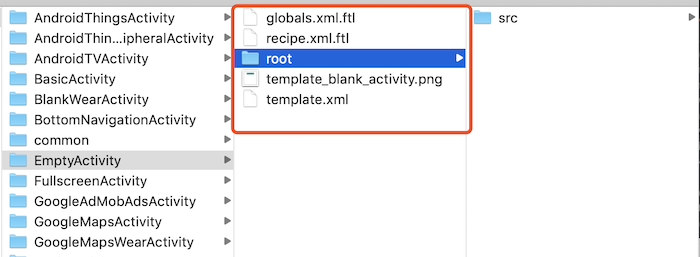 AndroidThingsActivity
AndroidThin...ipheralActivity
AndroidTVActivity
BasicActivity
BlankWearActivity
BottomNavigationActivity
common
EmptyActivity
FullscreenActivity
GoogleAdMobAdsActivity
GoogleMapsActivity
GoogleMapsWearActivity
globals.xml.ftl
recipe.xml.ftl
root
template_blank_activity.png
template.xml
src